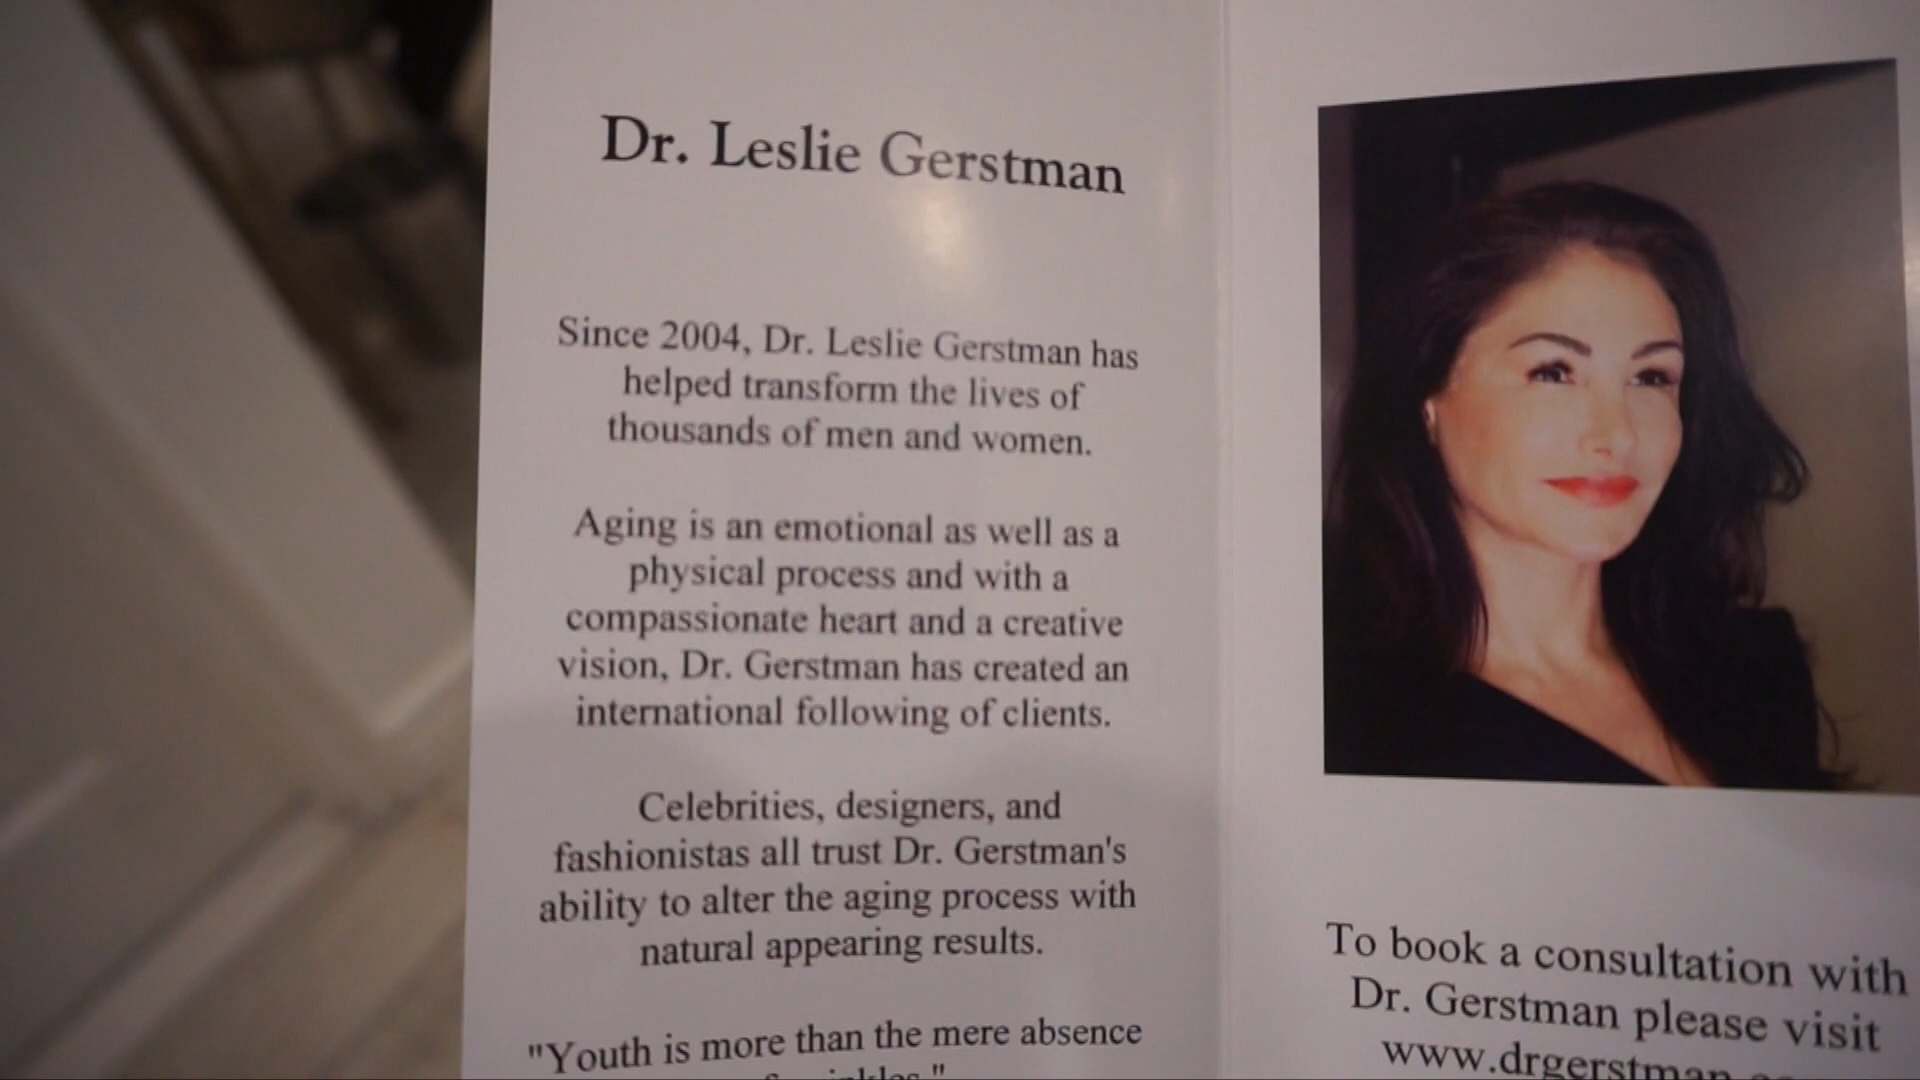 Dr. Leslie Gerstman
Since 2004, Dr. Leslie Gerstman has
helped transform the lives of
thousands of men and women.
Aging is an emotional as well as a
physical process and with a
compassionate heart and a creative
vision, Dr. Gerstman has created an
international following of clients.
Celebrities, designers, and
fashionistas all trust Dr. Gerstman's
ability to alter the aging process with
natural appearing results.
"Youth is more than the mere absence
To book a consultation with
Dr. Gerstman please visit